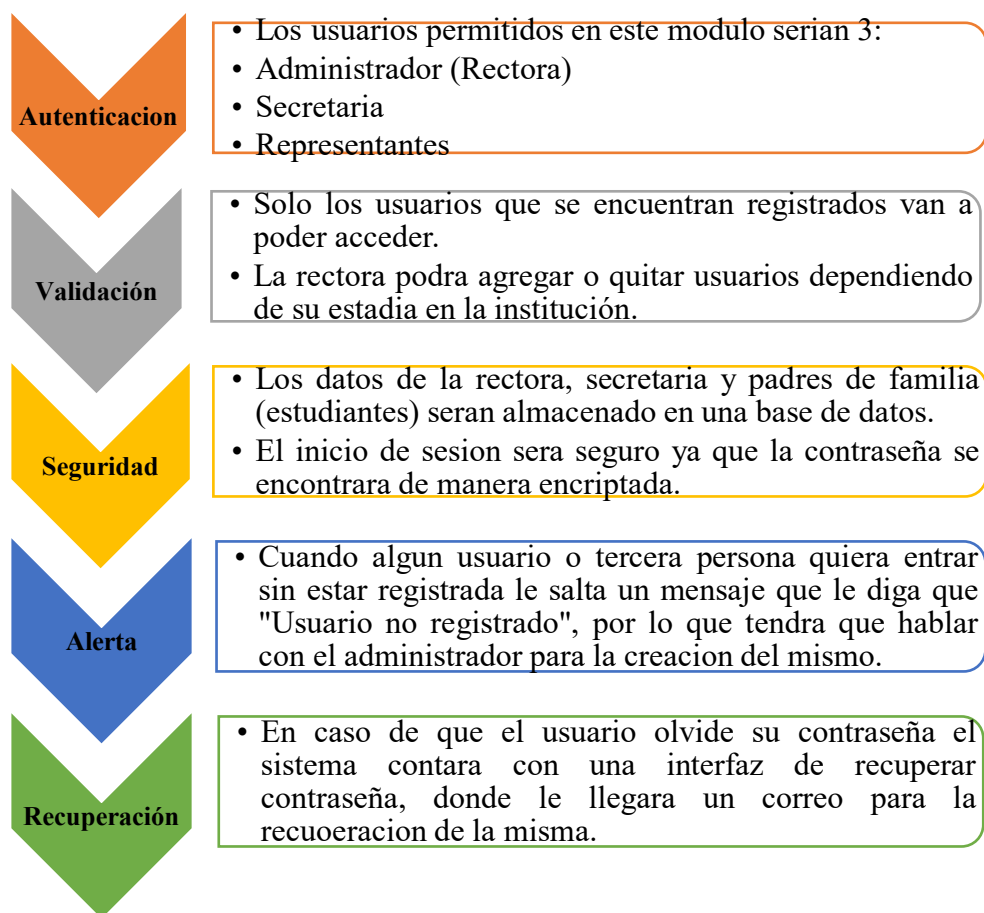 Autenticacion
• Los usuarios permitidos en este modulo serian 3:
• Administrador (Rectora)
• Secretaria
• Representantes
Validación
• Solo los usuarios que se encuentran registrados van a
poder acceder.
• La rectora podra agregar o quitar usuarios dependiendo
de su estadia en la institución.
Seguridad
• Los datos de la rectora, secretaria y padres de familia
(estudiantes) seran almacenado en una base de datos.
• El inicio de sesion sera seguro ya que la contraseña se
encontrara de manera encriptada.
Alerta
• Cuando algun usuario o tercera persona quiera entrar
sin estar registrada le salta un mensaje que le diga que
"Usuario no registrado", por lo que tendra que hablar
con el administrador para la creacion del mismo.
Recuperación
• En caso de que el usuario olvide su contraseña el
sistema contara con una interfaz de recuperar
contraseña, donde le llegara un correo para la
recuoeracion de la misma.